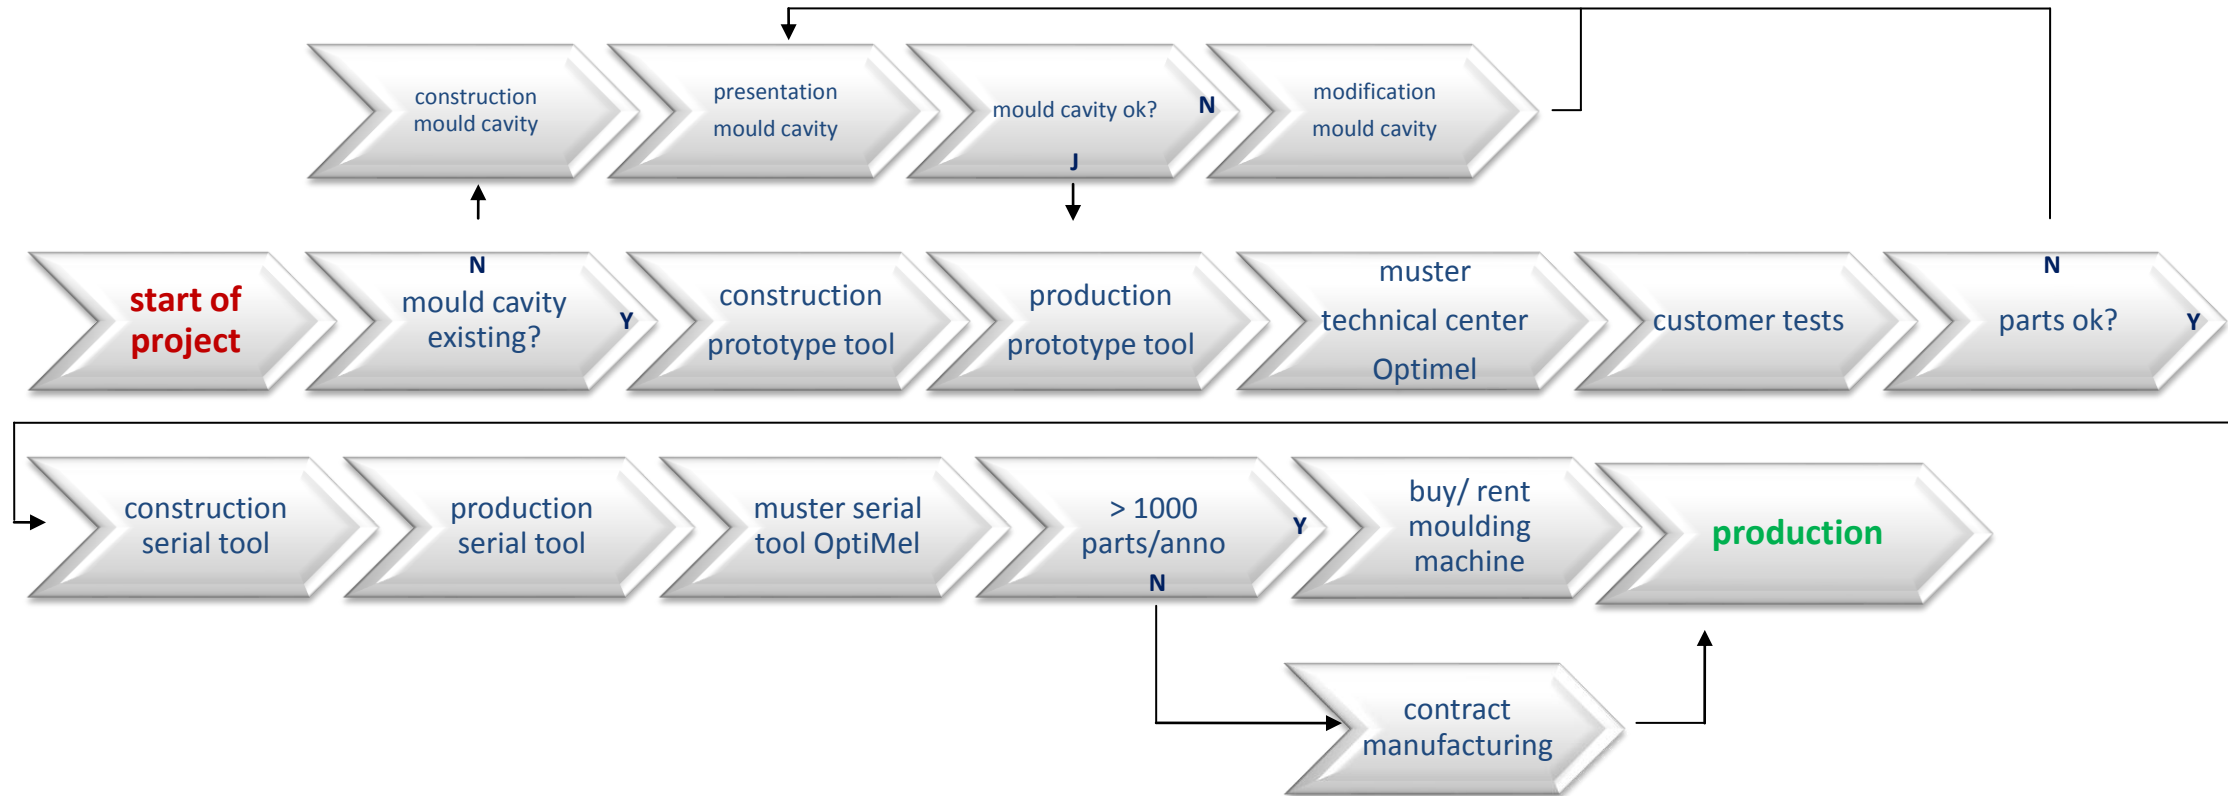 construction
mould cavity
presentation
mould cavity
mould cavity ok?
N
J
modification
mould cavity
start of
project
N
mould cavity
existing?
Y
construction
prototype tool
production
prototype tool
muster
technical center
Optimel
customer tests
N
parts ok?
Y
construction
serial tool
production
serial tool
muster serial
tool OptiMel
> 1000
parts/anno
Y
N
buy/ rent
moulding
machine
production
contract
manufacturing